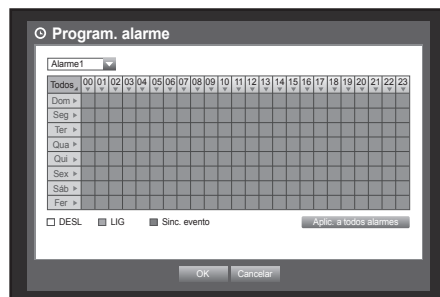 Program. alarme
Alarme1
Todos 00 01 02 03 04 05 06 07 08 09 10 11 12 13 14 15 16 17 18 19 20 21 22 23
Dom
Seg
Ter
Qua
Qui
Sex
Sáb
Fer
DESL LIG Sinc. evento Aplic. a todos alarmes
OK Cancelar